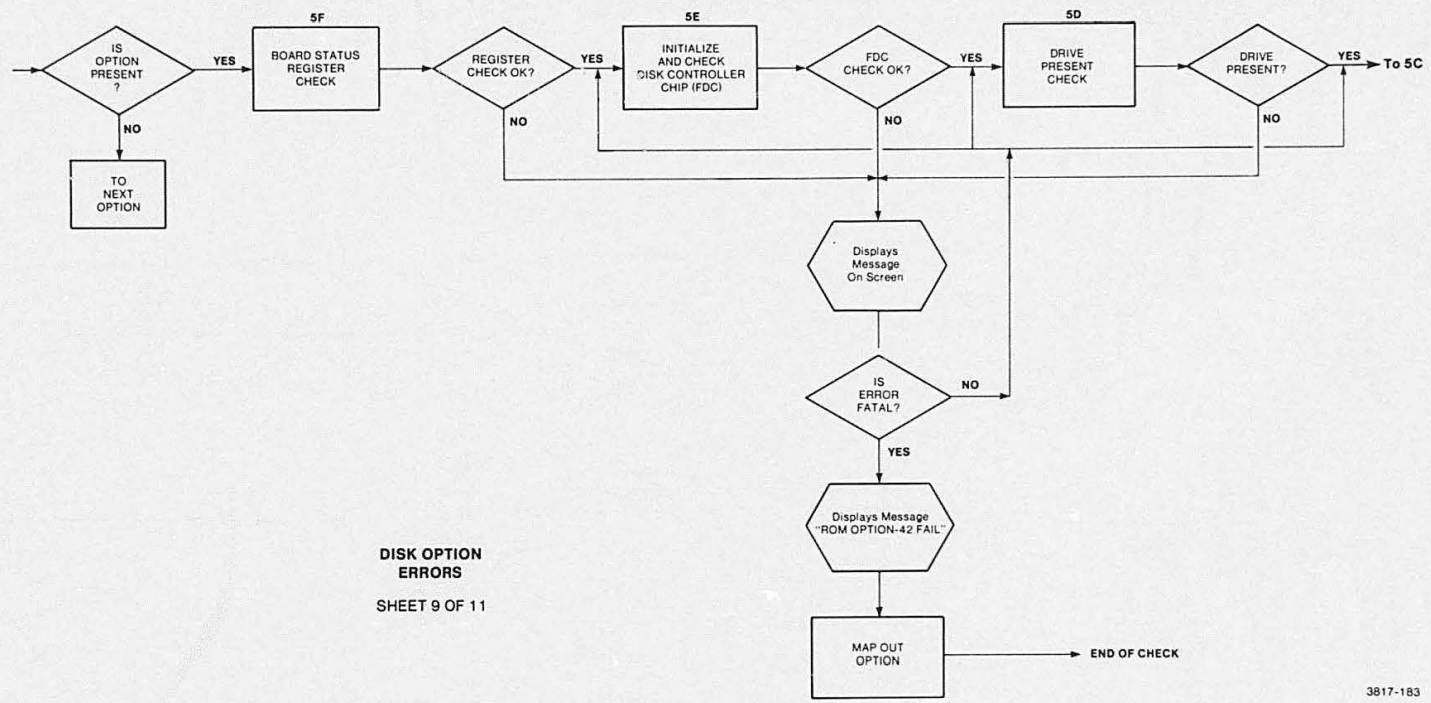 5F
5E
5D
IS
OPTION
PRESENT
?
YES
BOARD STATUS
REGISTER
CHECK
REGISTER
CHECK OK?
YES
INITIALIZE
AND CHECK
DISK CONTROLLER
CHIP (FDC)
FDC
CHECK OK?
YES
DRIVE
PRESENT
CHECK
DRIVE
PRESENT?
YES
To 5C
NO
NO
NO
NO
TO
NEXT
OPTION
Displays
Message
On Screen
IS
ERROR
FATAL?
NO
YES
Displays Message
"ROM OPTION-42 FAIL"
DISK OPTION
ERRORS
SHEET 9 OF 11
MAP OUT
OPTION
END OF CHECK
3817-183